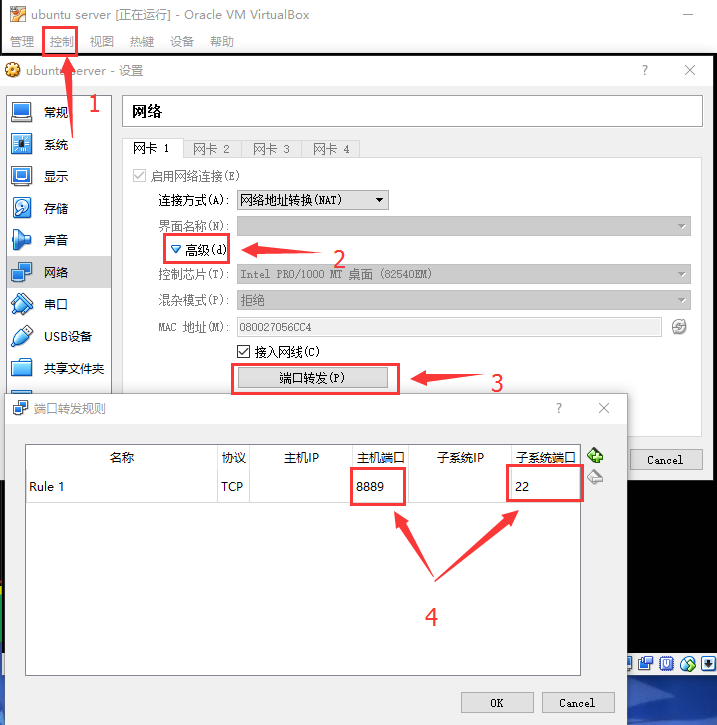 ubuntu server [正在运行] - Oracle VM VirtualBox
管理 控制 视图 热键 设备 帮助
ubuntu server - 设置 ?
1
常规
系统
显示
存储
声音
网络
串口
USB设备
共享文件夹
网络
网卡 1 网卡 2 网卡 3 网卡 4
启用网络连接(E)
连接方式(A): 网络地址转换(NAT)
界面名称(N):
高级(d)
2
控制芯片(T): Intel PRO/1000 MT 桌面 (82540EM)
混杂模式(P): 拒绝
MAC 地址(M): 080027056CC4
接入网线(C)
端口转发(P)
3
Cancel
端口转发规则 ?
名称 协议 主机IP 主机端口 子系统IP 子系统端口
Rule 1 TCP 8889 22
4
OK Cancel